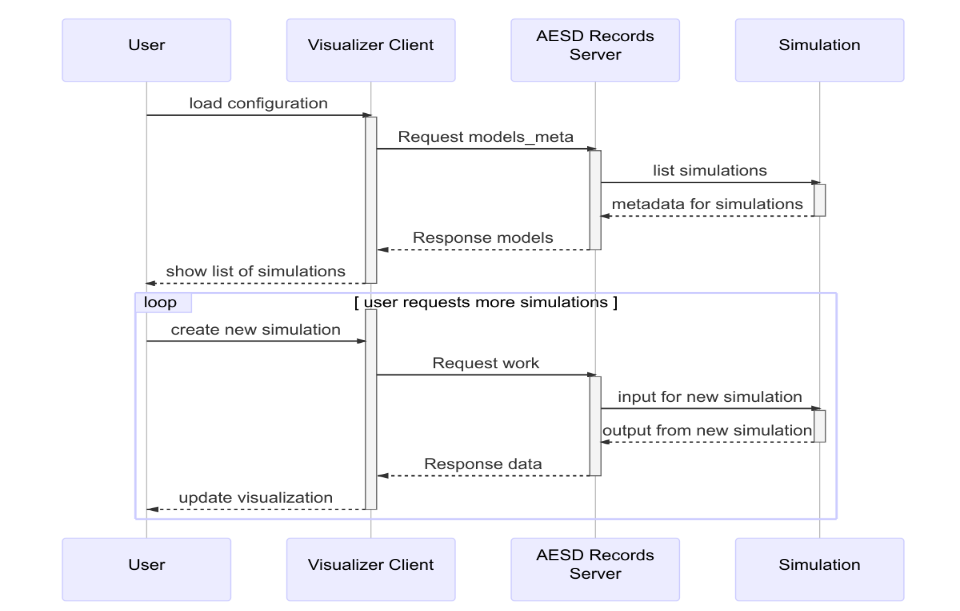 User
Visualizer Client
AESD Records
Server
Simulation
load configuration
Request models_meta
list simulations
metadata for simulations
Response models
show list of simulations
loop
[ user requests more simulations ]
create new simulation
Request work
input for new simulation
output from new simulation
Response data
update visualization
User
Visualizer Client
AESD Records
Server
Simulation